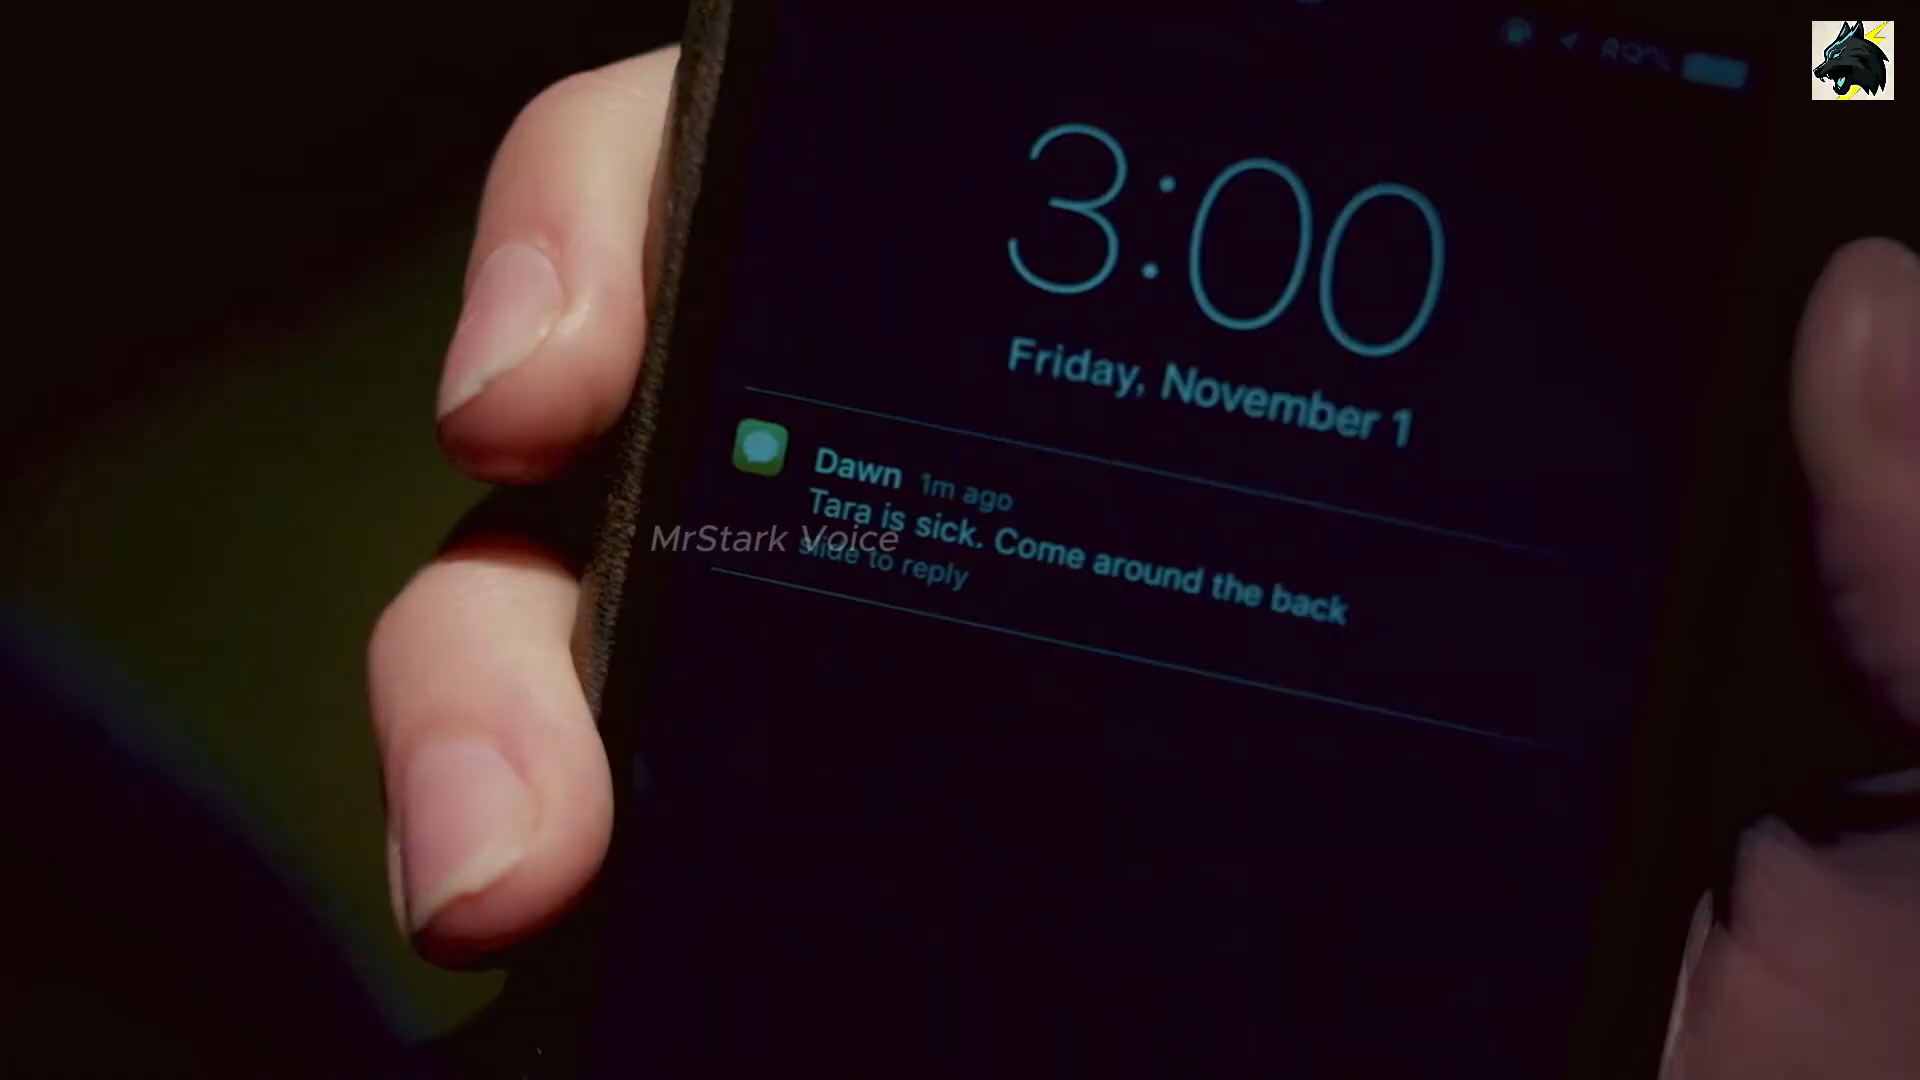 89%
3:00
Friday, November 1
Dawn 1m ago
Tara is sick. Come around the back
slide to reply
MrStark Voice